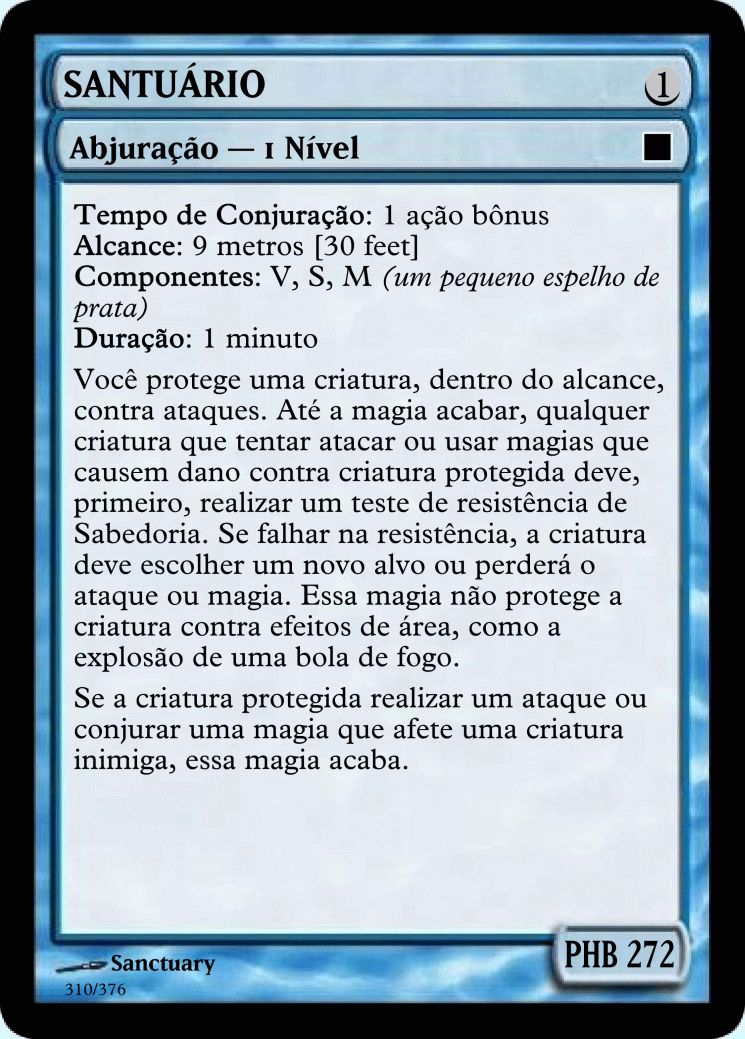 SANTUÁRIO
1
Abjuração — 1 Nível
Tempo de Conjuração: 1 ação bônus
Alcance: 9 metros [30 feet]
Componentes: V, S, M (um pequeno espelho de
prata)
Duração: 1 minuto
Você protege uma criatura, dentro do alcance,
contra ataques. Até a magia acabar, qualquer
criatura que tentar atacar ou usar magias que
causem dano contra criatura protegida deve,
primeiro, realizar um teste de resistência de
Sabedoria. Se falhar na resistência, a criatura
deve escolher um novo alvo ou perderá o
ataque ou magia. Essa magia não protege a
criatura contra efeitos de área, como a
explosão de uma bola de fogo.
Se a criatura protegida realizar um ataque ou
conjurar uma magia que afete uma criatura
inimiga, essa magia acaba.
PHB 272
Sanctuary
310/376